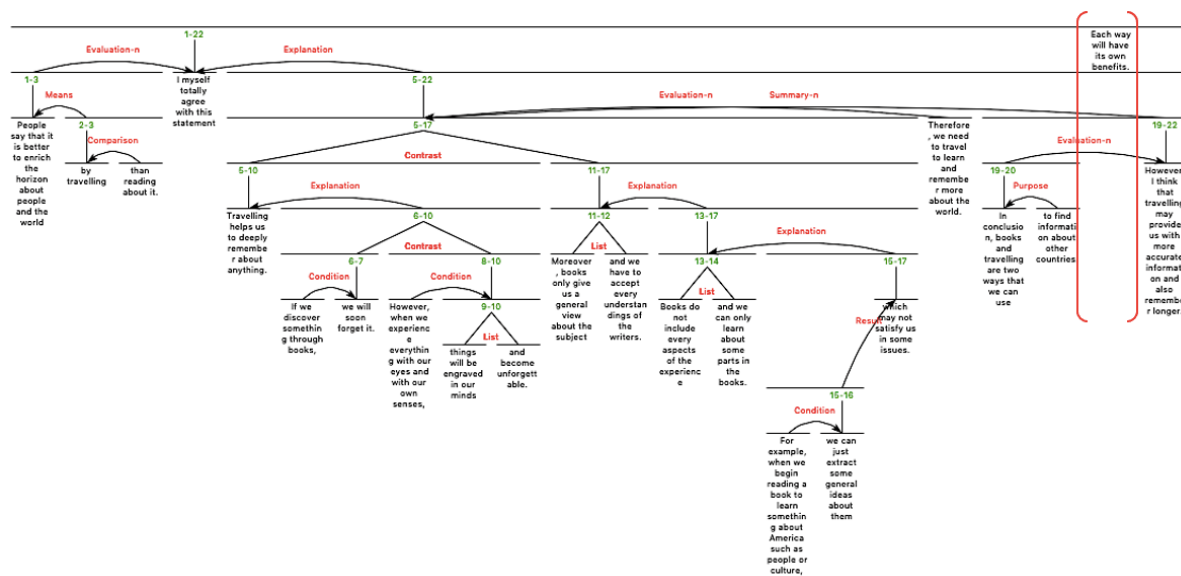 1-22
Each way
will have
its own
benefits.
Evaluation-n
Explanation
1-3
I myself
totally
agree
with this
statement
5-22
Means
Evaluation-n
Summary-n
People
say that it
is better
to enrich
the
horizon
about
people
and the
world
2-3
Comparison
by
travelling
than
reading
about it.
5-17
Contrast
Therefore
, we need
to travel
to learn
and
remembe
r more
about the
world.
19-22
Evaluation-n
5-10
11-17
19-20
However,
I think
that
travelling
may
provide
us with
more
accurate
informati
on and
also
remembe
r longer.
Explanation
Explanation
Purpose
Travelling
helps us
to deeply
remembe
r about
anything.
6-10
11-12
13-17
In
conclusio
n, books
and
travelling
are two
ways that
we can
use
to find
informati
on about
other
countries.
Contrast
List
Explanation
6-7
8-10
Moreover
, books
only give
us a
general
view
about the
subject
and we
have to
accept
every
understan
dings of
the
writers.
13-14
15-17
Condition
Condition
List
If we
discover
somethin
g through
books,
we will
soon
forget it.
However,
when we
experienc
e
everythin
g with our
eyes and
with our
own
senses,
9-10
List
things will
be
engraved
in our
minds
and
become
unforgett
able.
Books do
not
include
every
aspects
of the
experienc
e
and we
can only
learn
about
some
parts in
the
books.
which
may not
satisfy us
in some
issues.
Result
15-16
Condition
For
example,
when we
begin
reading a
book to
learn
somethin
g about
America
such as
people or
culture,
we can
just
extract
some
general
ideas
about
them